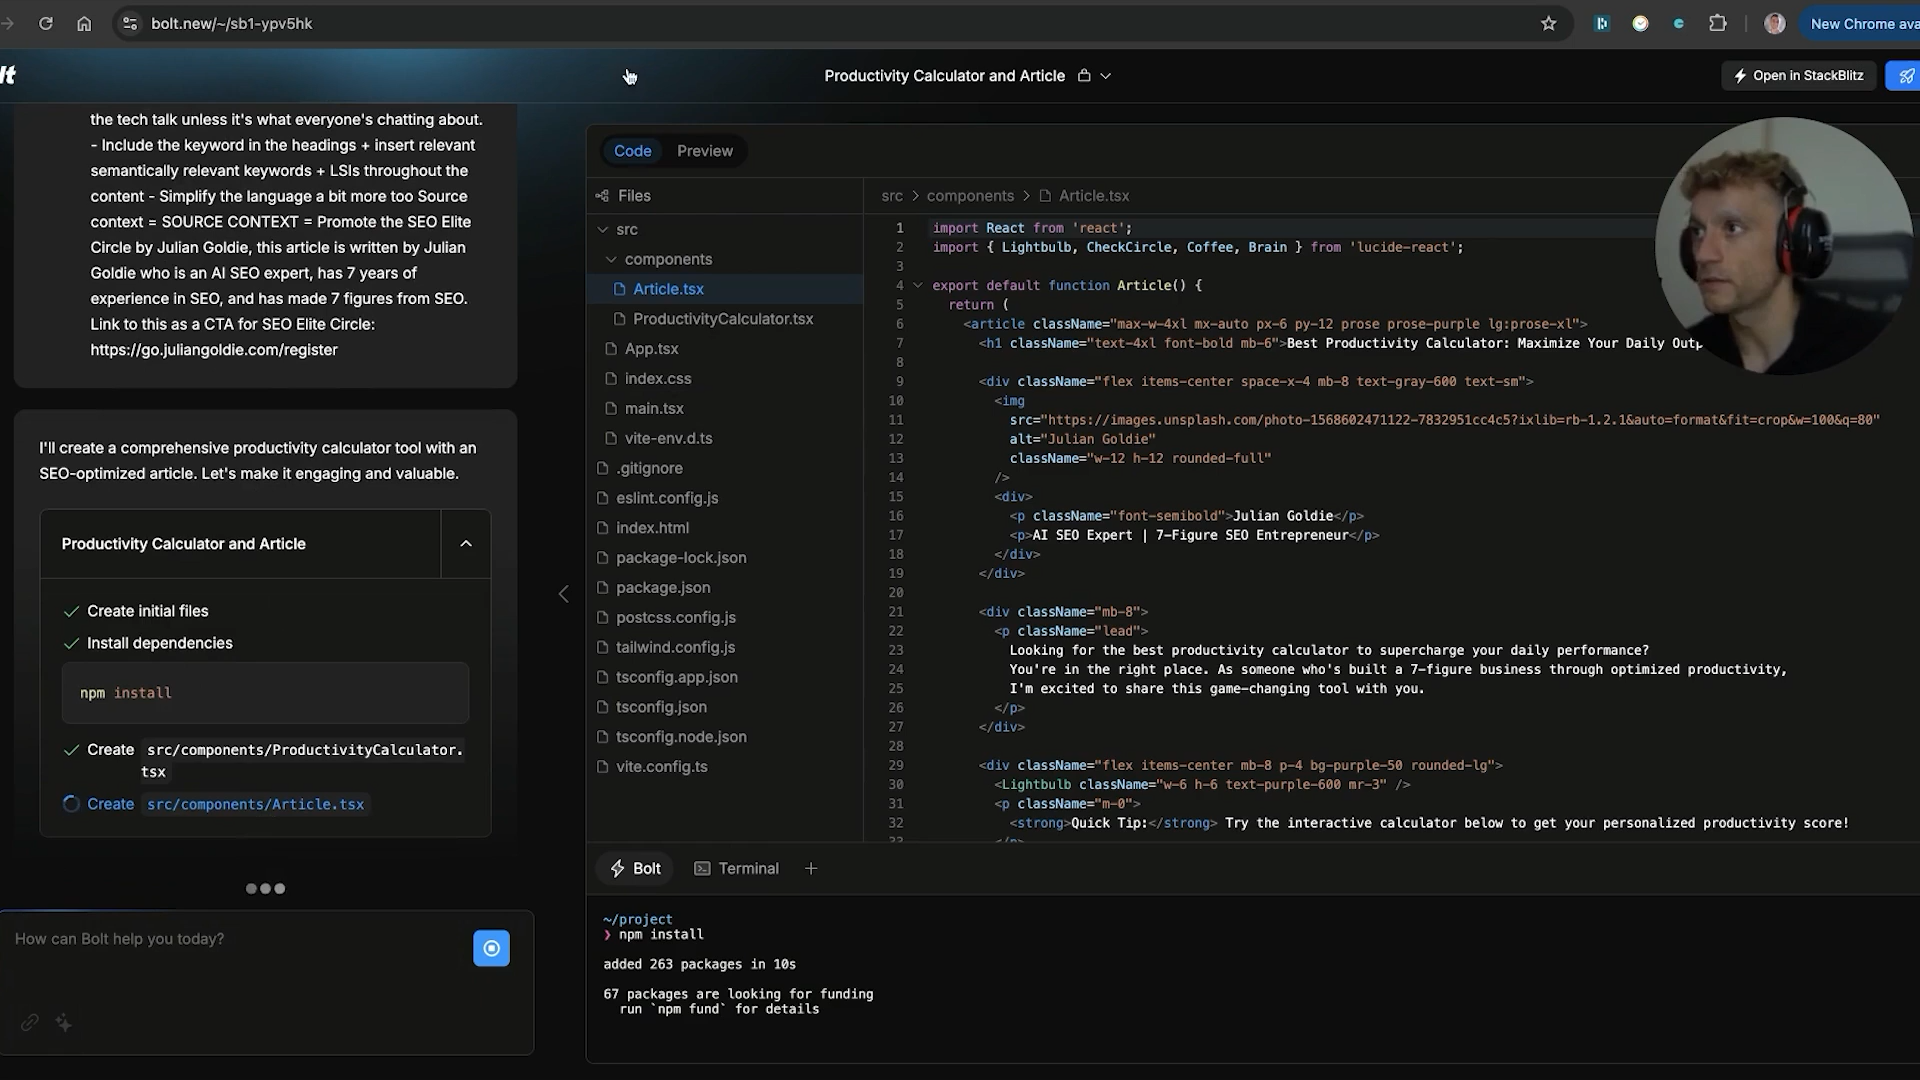 bolt.new/~/sb1-ypv5hk
New Chrome ava
lt
Productivity Calculator and Article
Open in StackBlitz
the tech talk unless it's what everyone's chatting about.
- Include the keyword in the headings + insert relevant
semantically relevant keywords + LSIs throughout the
content - Simplify the language a bit more too Source
context = SOURCE CONTEXT = Promote the SEO Elite
Circle by Julian Goldie, this article is written by Julian
Goldie who is an AI SEO expert, has 7 years of
experience in SEO, and has made 7 figures from SEO.
Link to this as a CTA for SEO Elite Circle:
https://go.juliangoldie.com/register
I'll create a comprehensive productivity calculator tool with an
SEO-optimized article. Let's make it engaging and valuable.
Productivity Calculator and Article
Create initial files
Install dependencies
npm install
Create src/components/ProductivityCalculator.
tsx
Create src/components/Article.tsx
How can Bolt help you today?
Code Preview
Files
src
components
Article.tsx
ProductivityCalculator.tsx
App.tsx
index.css
main.tsx
vite-env.d.ts
.gitignore
eslint.config.js
index.html
package-lock.json
package.json
postcss.config.js
tailwind.config.js
tsconfig.app.json
tsconfig.json
tsconfig.node.json
vite.config.ts
src > components > Article.tsx
1 import React from 'react';
2 import { Lightbulb, CheckCircle, Coffee, Brain } from 'lucide-react';
3
4 export default function Article() {
5 return (
6 <article className="max-w-4xl mx-auto px-6 py-12 prose prose-purple lg:prose-xl">
7 <h1 className="text-4xl font-bold mb-6">Best Productivity Calculator: Maximize Your Daily Outp
8
9 <div className="flex items-center space-x-4 mb-8 text-gray-600 text-sm">
10 <img
11 src="https://images.unsplash.com/photo-1568602471122-7832951cc4c5?ixlib=rb-1.2.1&auto=format&fit=crop&w=100&q=80"
12 alt="Julian Goldie"
13 className="w-12 h-12 rounded-full"
14 />
15 <div>
16 <p className="font-semibold">Julian Goldie</p>
17 <p>AI SEO Expert | 7-Figure SEO Entrepreneur</p>
18 </div>
19 </div>
20
21 <div className="mb-8">
22 <p className="lead">
23 Looking for the best productivity calculator to supercharge your daily performance?
24 You're in the right place. As someone who's built a 7-figure business through optimized productivity,
25 I'm excited to share this game-changing tool with you.
26 </p>
27 </div>
28
29 <div className="flex items-center mb-8 p-4 bg-purple-50 rounded-lg">
30 <Lightbulb className="w-6 h-6 text-purple-600 mr-3" />
31 <p className="m-0">
32 <strong>Quick Tip:</strong> Try the interactive calculator below to get your personalized productivity score!
33 </p>
Bolt Terminal +
~/project
❯ npm install
added 263 packages in 10s
67 packages are looking for funding
run `npm fund` for details